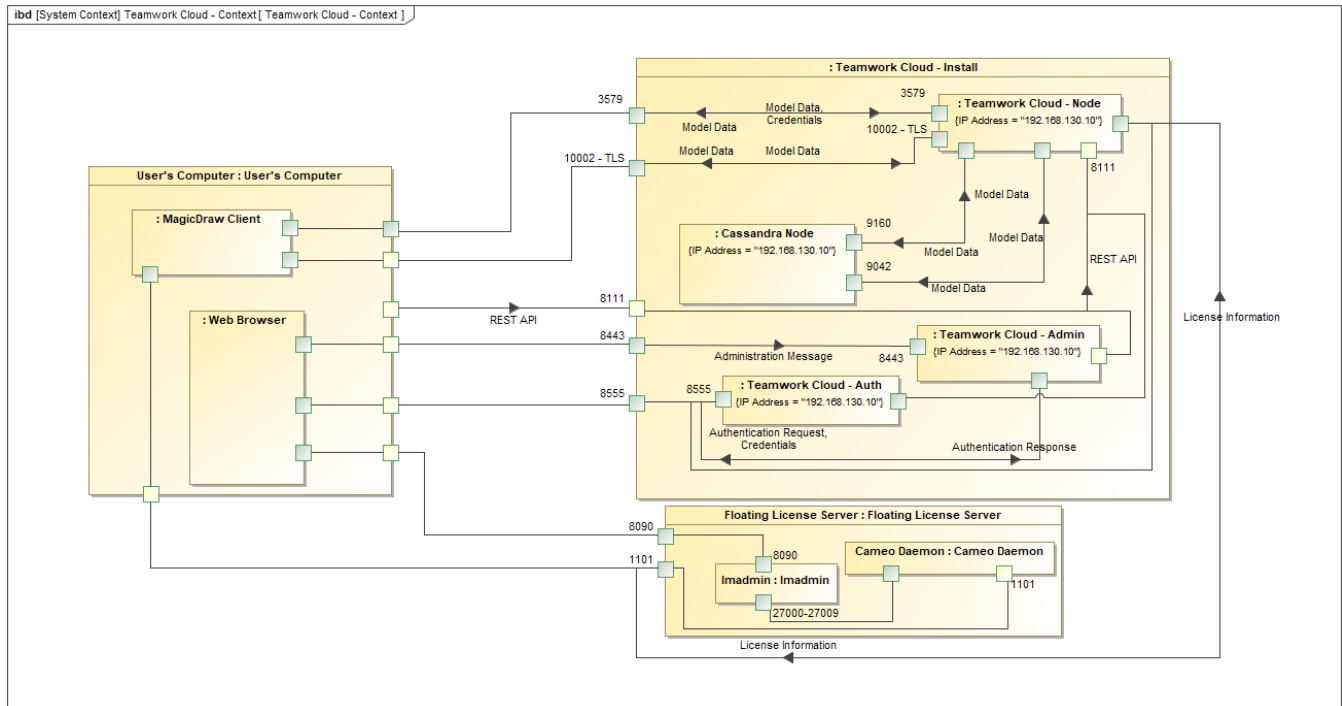 ibd [System Context] Teamwork Cloud - Context [ Teamwork Cloud - Context ]
: Teamwork Cloud - Install
3579
Model Data
Model Data,
Credentials
3579
: Teamwork Cloud - Node
{IP Address = "192.168.130.10"}
10002 - TLS
10002 - TLS
Model Data
Model Data
8111
User's Computer : User's Computer
: MagicDraw Client
: Web Browser
Model Data
Model Data
: Cassandra Node
{IP Address = "192.168.130.10"}
9160
Model Data
9042
Model Data
REST API
8111
REST API
License Information
8443
Administration Message
8443
: Teamwork Cloud - Admin
{IP Address = "192.168.130.10"}
8555
8555
: Teamwork Cloud - Auth
{IP Address = "192.168.130.10"}
Authentication Request,
Credentials
Authentication Response
Floating License Server : Floating License Server
8090
8090
1101
Cameo Daemon : Cameo Daemon
lmadmin : lmadmin
1101
27000-27009
License Information